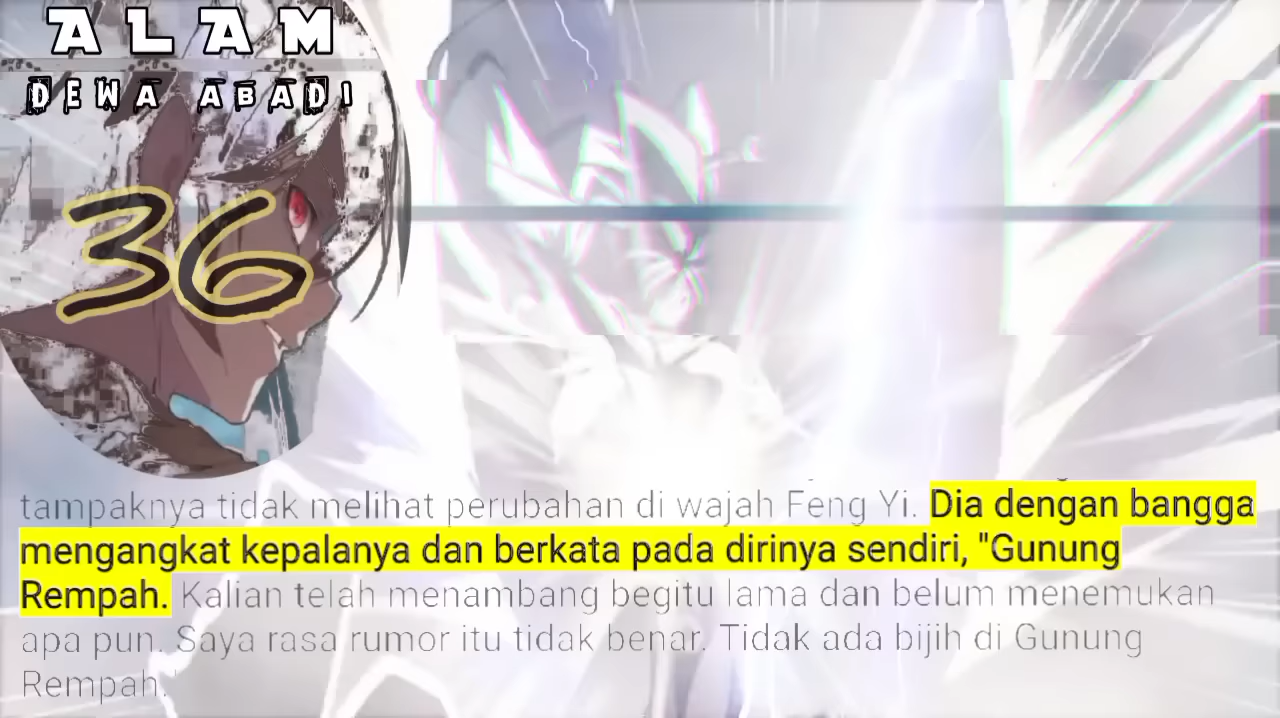 ALAM
DEWA ABADI
36
tampaknya tidak melihat perubahan di wajah Feng Yi. Dia dengan bangga
mengangkat kepalanya dan berkata pada dirinya sendiri, "Gunung
Rempah. Kalian telah menambang begitu lama dan belum menemukan
apa pun. Saya rasa rumor itu tidak benar. Tidak ada bijih di Gunung
Rempah."